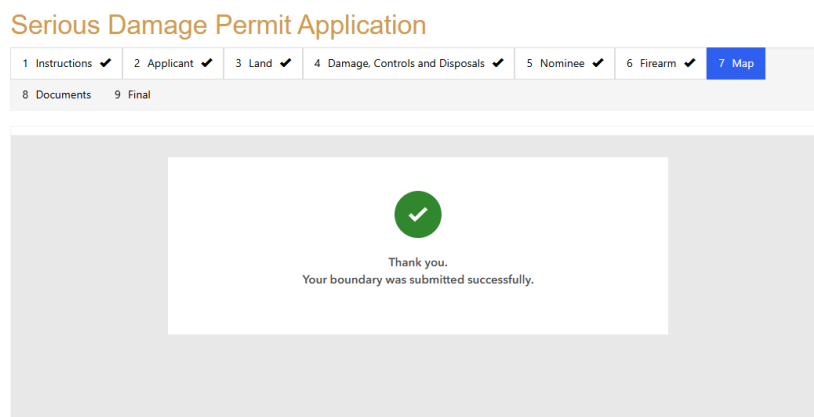 Serious Damage Permit Application
1 Instructions ✔ 2 Applicant ✔ 3 Land ✔ 4 Damage, Controls and Disposals ✔ 5 Nominee ✔ 6 Firearm ✔ 7 Map
8 Documents 9 Final
Thank you.
Your boundary was submitted successfully.